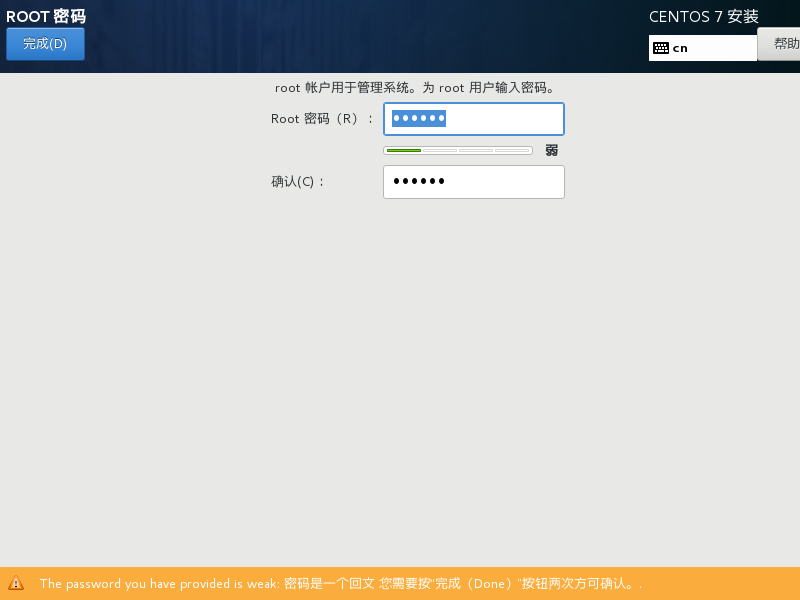 ROOT 密码
CENTOS 7 安装
完成(D)
cn
帮助
root 帐户用于管理系统。为 root 用户输入密码。
Root 密码（R）：
••••••
弱
确认(C)：
••••••
The password you have provided is weak: 密码是一个回文 您需要按“完成（Done）”按钮两次方可确认。.